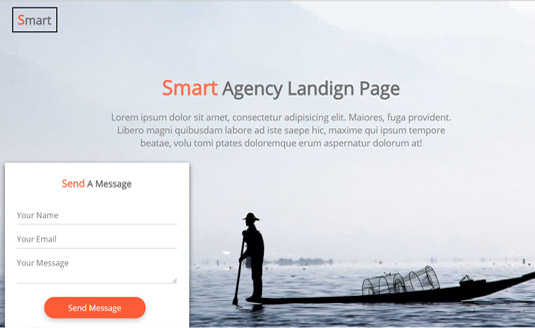 Smart
Smart Agency Landign Page
Lorem ipsum dolor sit amet, consectetur adipisicing elit. Maiores, fuga provident.
Libero magni quibusdam labore ad iste saepe hic, maxime qui ipsum tempore
beatae, volu tomi ptates doloremque erum aspernatur dolorum at!
Send A Message
Your Name
Your Email
Your Message
Send Message